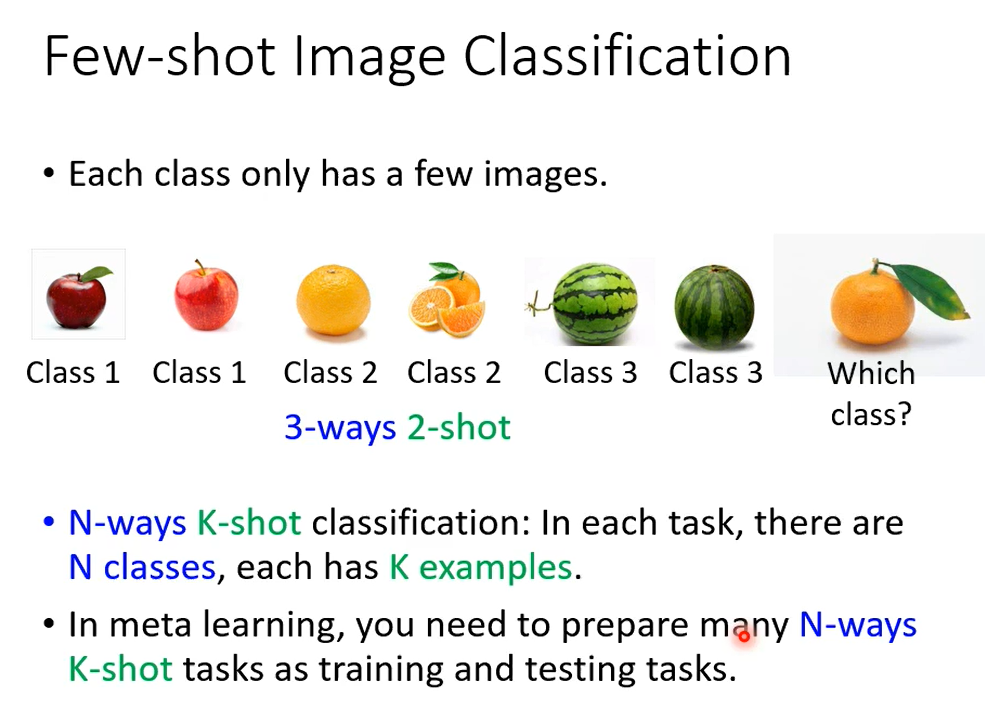 Few-shot Image Classification
• Each class only has a few images.
Class 1 Class 1 Class 2 Class 2 Class 3 Class 3 Which
class?
3-ways 2-shot
• N-ways K-shot classification: In each task, there are
N classes, each has K examples.
• In meta learning, you need to prepare many N-ways
K-shot tasks as training and testing tasks.